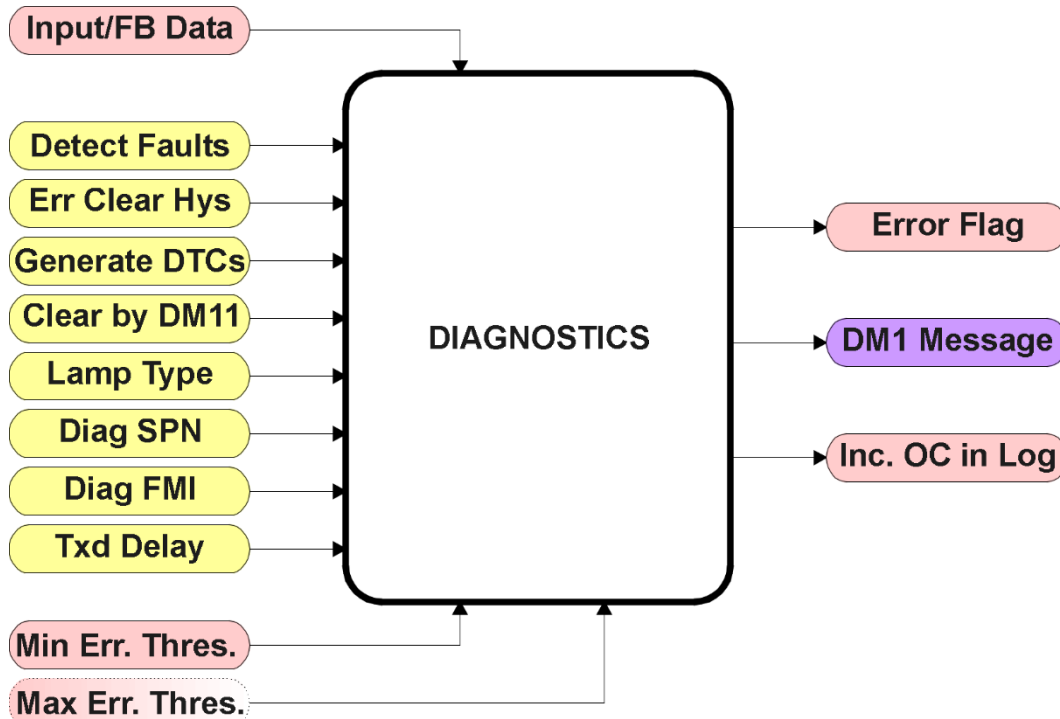 Input/FB Data
Detect Faults
Err Clear Hys
Generate DTCs
Clear by DM11
Lamp Type
Diag SPN
Diag FMI
Txd Delay
Min Err. Thres.
Max Err. Thres.
DIAGNOSTICS
Error Flag
DM1 Message
Inc. OC in Log